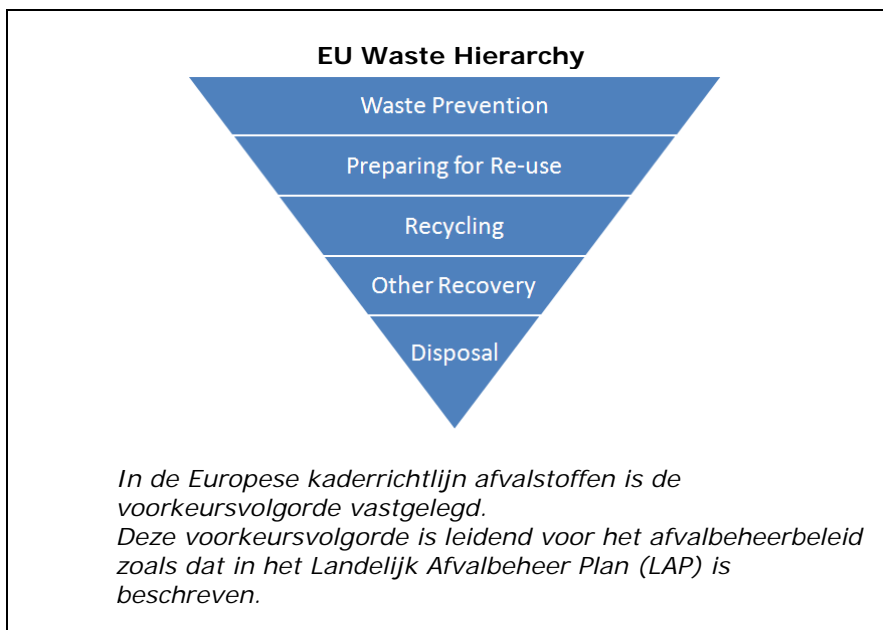 EU Waste Hierarchy
Waste Prevention
Preparing for Re-use
Recycling
Other Recovery
Disposal
In de Europese kaderrichtlijn afvalstoffen is de
voorkeursvolgorde vastgelegd.
Deze voorkeursvolgorde is leidend voor het afvalbeheerbeleid
zoals dat in het Landelijk Afvalbeheer Plan (LAP) is
beschreven.